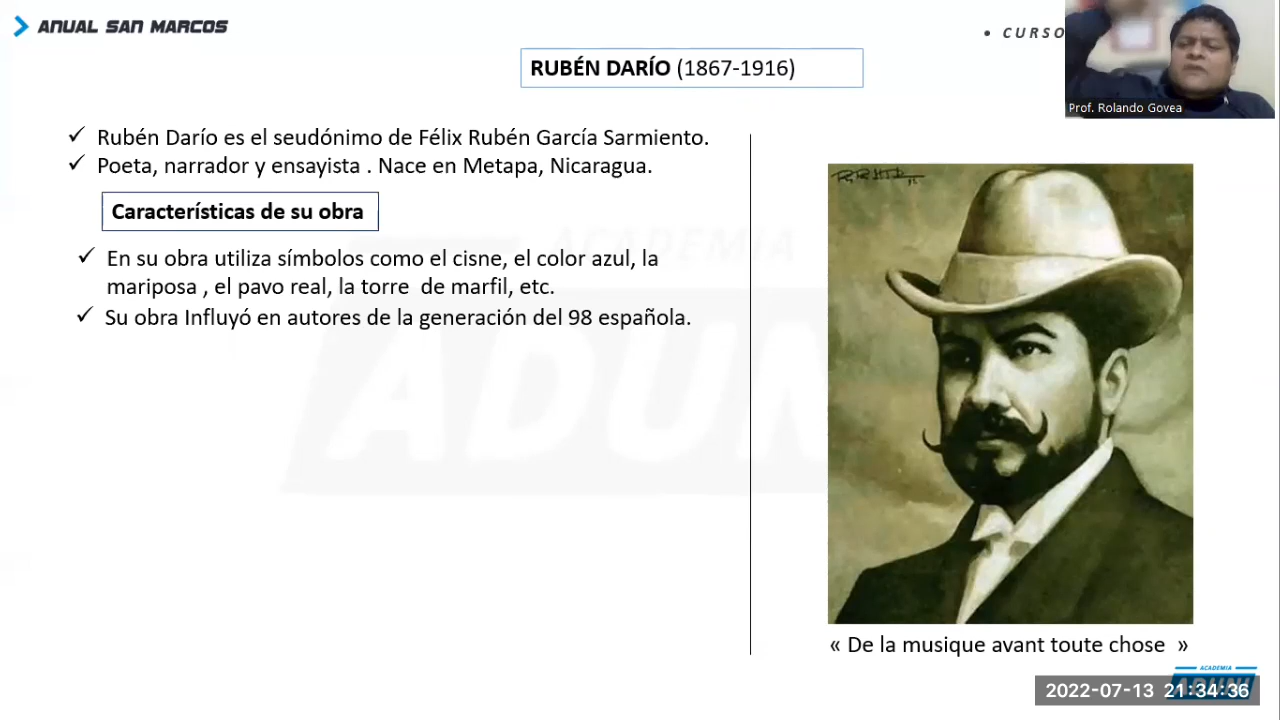 ANUAL SAN MARCOS
• CURSO
RUBÉN DARÍO (1867-1916)
Prof. Rolando Govea
✓ Rubén Darío es el seudónimo de Félix Rubén García Sarmiento.
✓ Poeta, narrador y ensayista . Nace en Metapa, Nicaragua.
Características de su obra
✓ En su obra utiliza símbolos como el cisne, el color azul, la
mariposa , el pavo real, la torre de marfil, etc.
✓ Su obra Influyó en autores de la generación del 98 española.
ACADEMIA
ADUNI
« De la musique avant toute chose »
ACADEMIA
ADUNI
2022-07-13 21:34:36